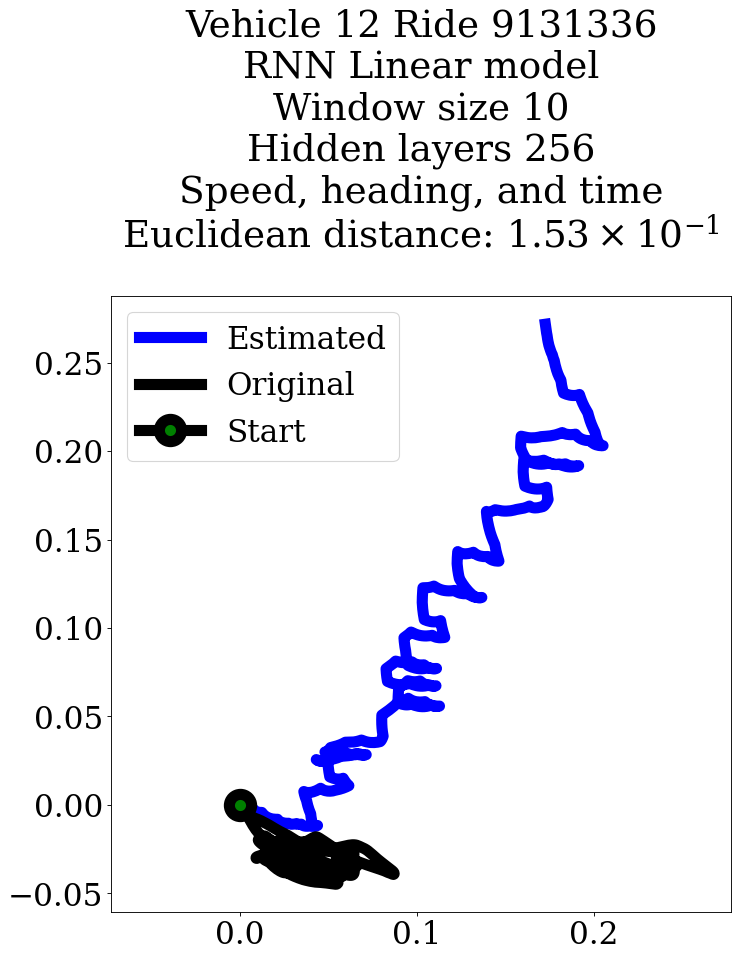 Vehicle 12 Ride 9131336
RNN Linear model
Window size 10
Hidden layers 256
Speed, heading, and time
Euclidean distance: 1.53 × 10⁻¹
Estimated
Original
Start
0.25
0.20
0.15
0.10
0.05
0.00
−0.05
0.0 0.1 0.2